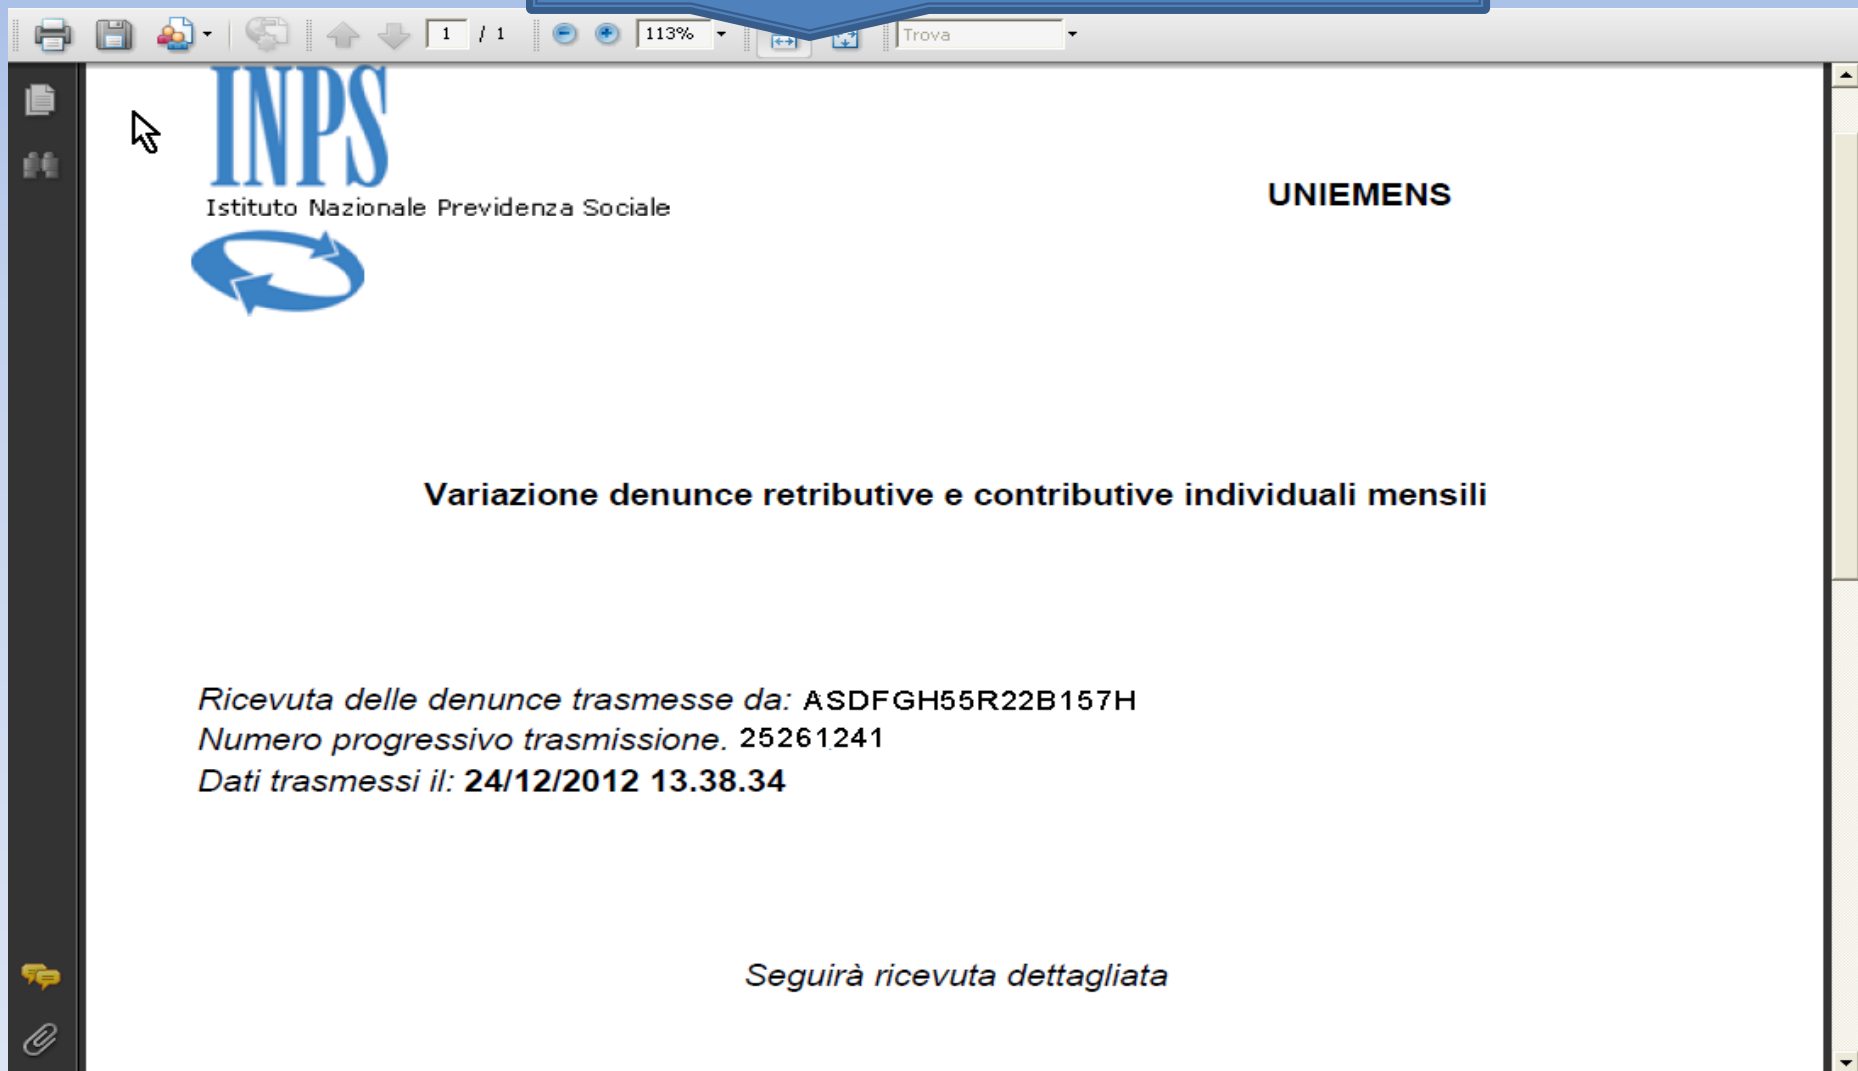 1 / 1 113% Trova
INPS
Istituto Nazionale Previdenza Sociale
UNIEMENS
Variazione denunce retributive e contributive individuali mensili
Ricevuta delle denunce trasmesse da: ASDFGH55R22B157H
Numero progressivo trasmissione. 25261241
Dati trasmessi il: 24/12/2012 13.38.34
Seguirà ricevuta dettagliata